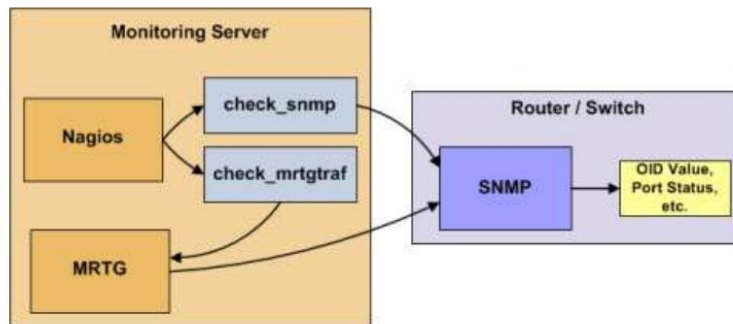 Monitoring Server
check_snmp
Nagios
check_mrtgtraf
MRTG
Router / Switch
SNMP
OID Value,
Port Status,
etc.